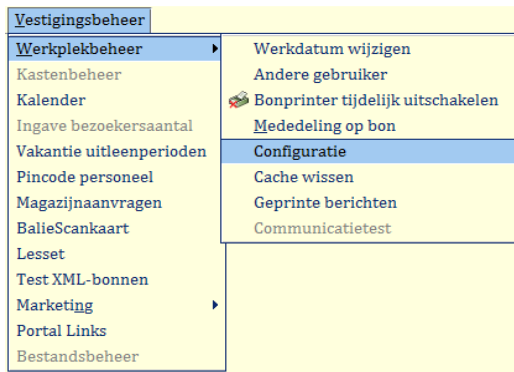 Vestigingsbeheer
Werkplekbeheer
Kastenbeheer
Kalender
Ingave bezoekersaantal
Vakantie uitleenperioden
Pincode personeel
Magazijnaanvragen
BalieScankaart
Lesset
Test XML-bonnen
Marketing
Portal Links
Bestandsbeheer
Werkdatum wijzigen
Andere gebruiker
Bonprinter tijdelijk uitschakelen
Mededeling op bon
Configuratie
Cache wissen
Geprinte berichten
Communicatietest